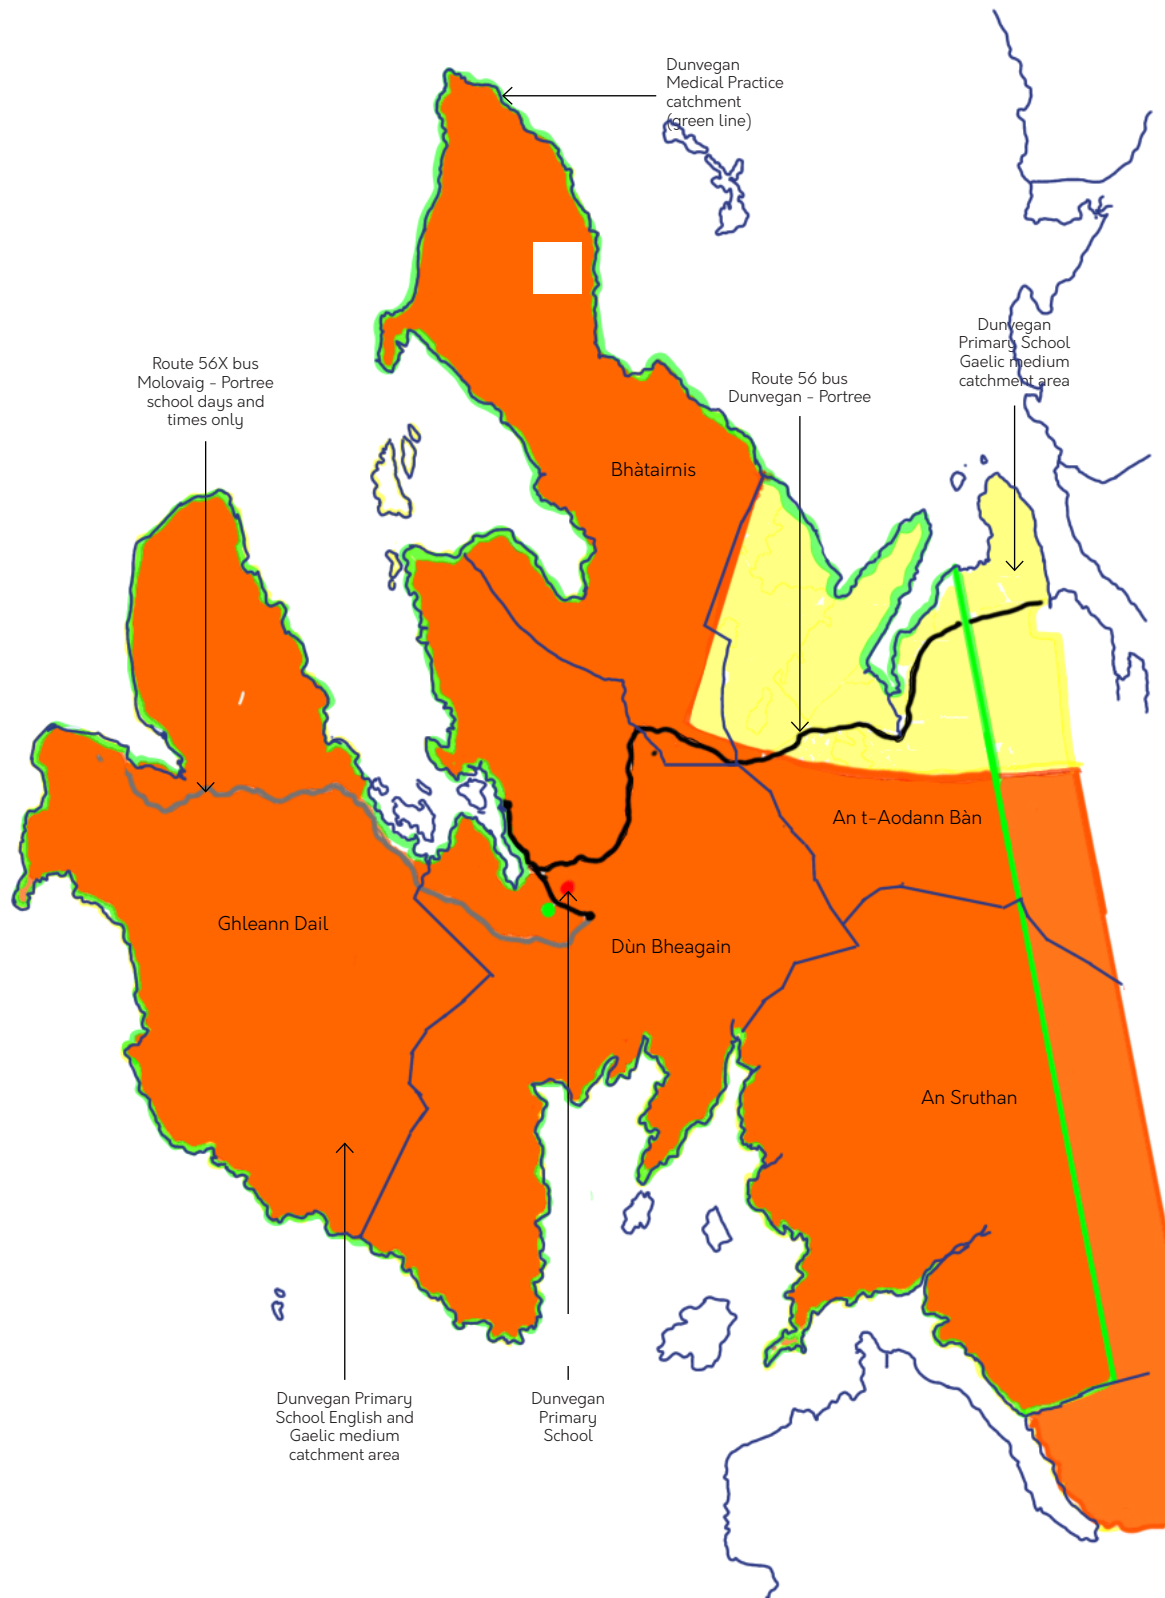 Dunvegan
Medical Practice
catchment
(green line)
Dunvegan
Primary School
Gaelic medium
catchment area
Route 56X bus
Molovaig - Portree
school days and
times only
Route 56 bus
Dunvegan - Portree
Bhàtairnis
An t-Aodann Bàn
Ghleann Dail
Dùn Bheagain
An Sruthan
Dunvegan Primary
School English and
Gaelic medium
catchment area
Dunvegan
Primary
School